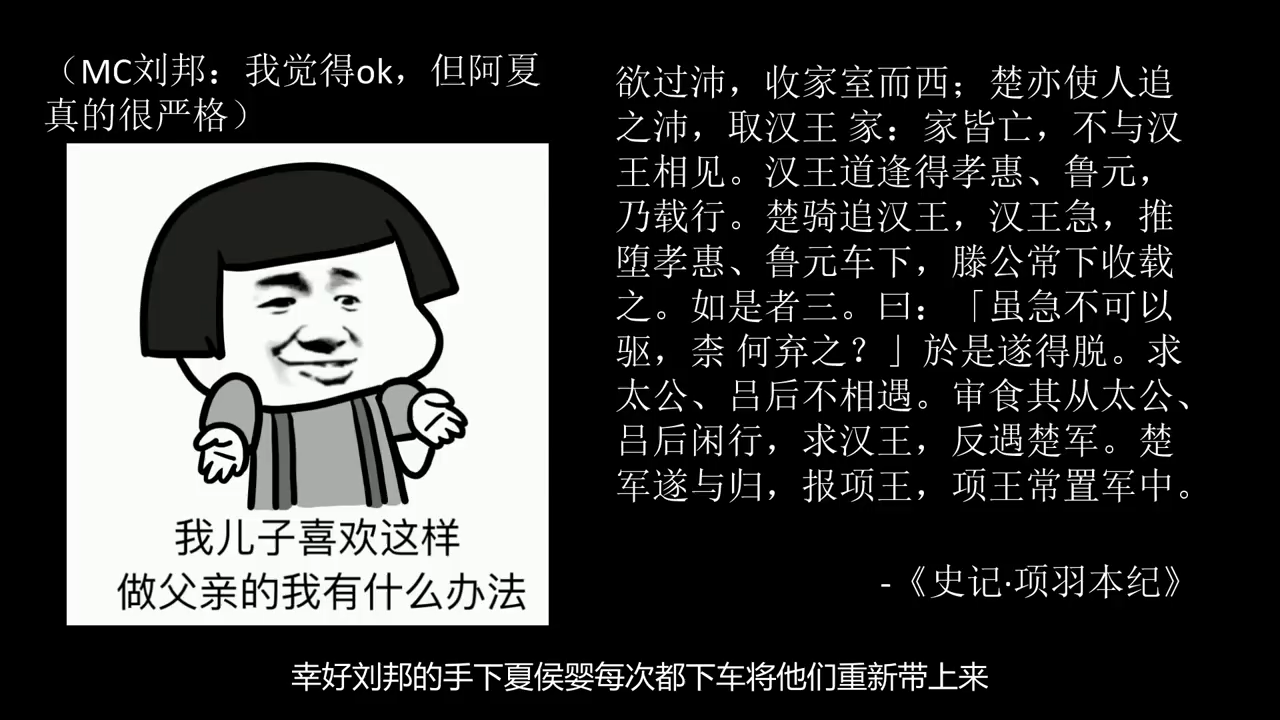 （MC刘邦：我觉得ok，但阿夏
真的很严格）
我儿子喜欢这样
做父亲的我有什么办法
欲过沛，收家室而西；楚亦使人追
之沛，取汉王 家：家皆亡，不与汉
王相见。汉王道逢得孝惠、鲁元，
乃载行。楚骑追汉王，汉王急，推
堕孝惠、鲁元车下，滕公常下收载
之。如是者三。曰：「虽急不可以
驱，柰 何弃之？」於是遂得脱。求
太公、吕后不相遇。审食其从太公、
吕后闲行，求汉王，反遇楚军。楚
军遂与归，报项王，项王常置军中。
-《史记·项羽本纪》
幸好刘邦的手下夏侯婴每次都下车将他们重新带上来